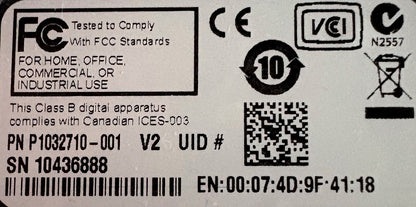 FC Tested to Comply
With FCC Standards
FOR HOME, OFFICE,
COMMERCIAL, OR
INDUSTRIAL USE
CE
VCI
N2557
10
This Class B digital apparatus
complies with Canadian ICES-003
PN P1032710-001 V2 UID #
SN 10436888
EN:00:07:4D:9F:41:18